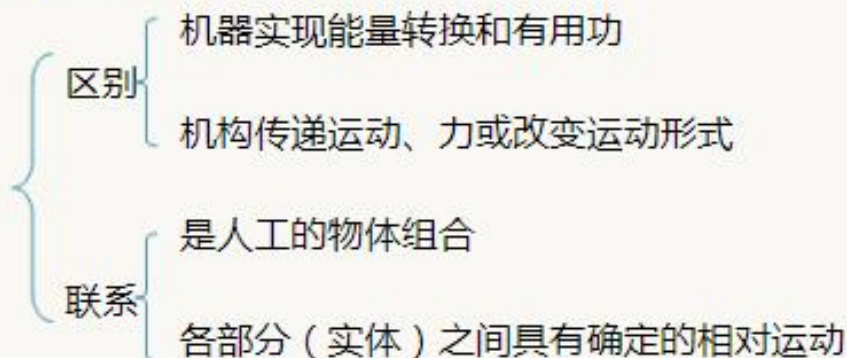 机器实现能量转换和有用功
区别
机构传递运动、力或改变运动形式
是人工的物体组合
联系
各部分（实体）之间具有确定的相对运动